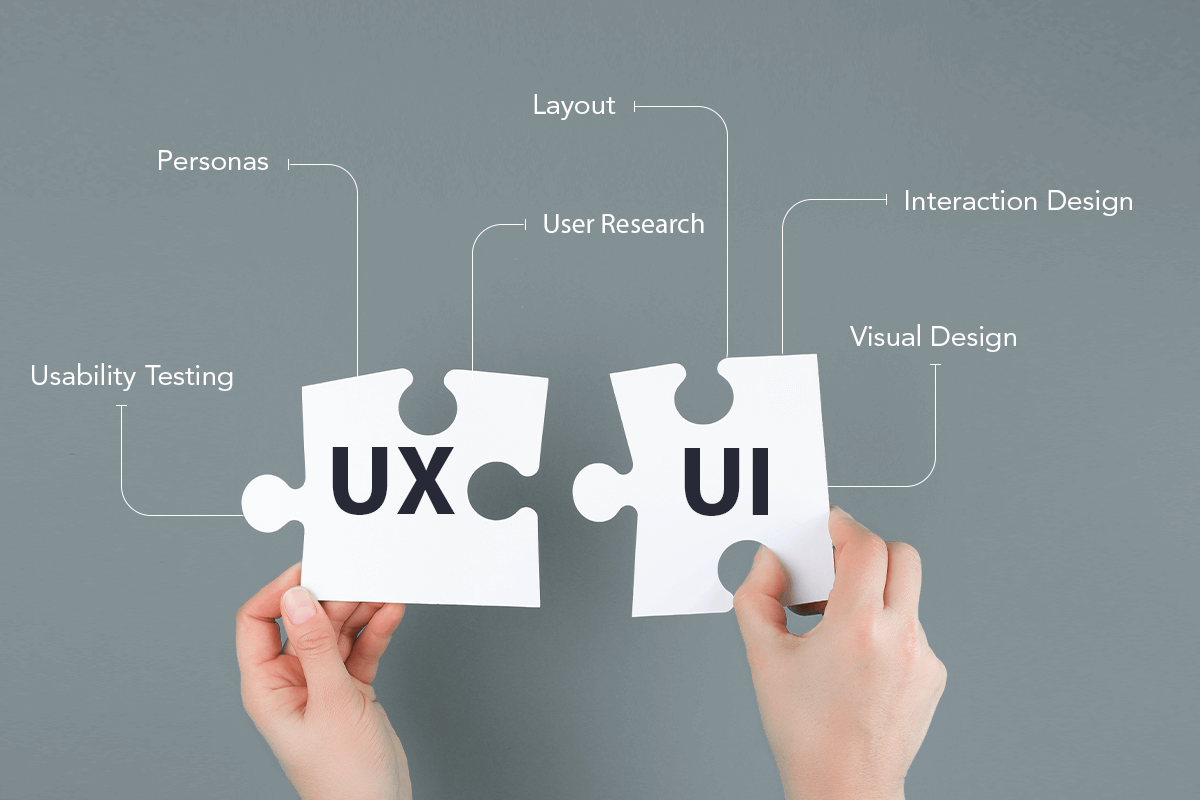 Layout
Personas
Interaction Design
User Research
Visual Design
Usability Testing
UX
UI